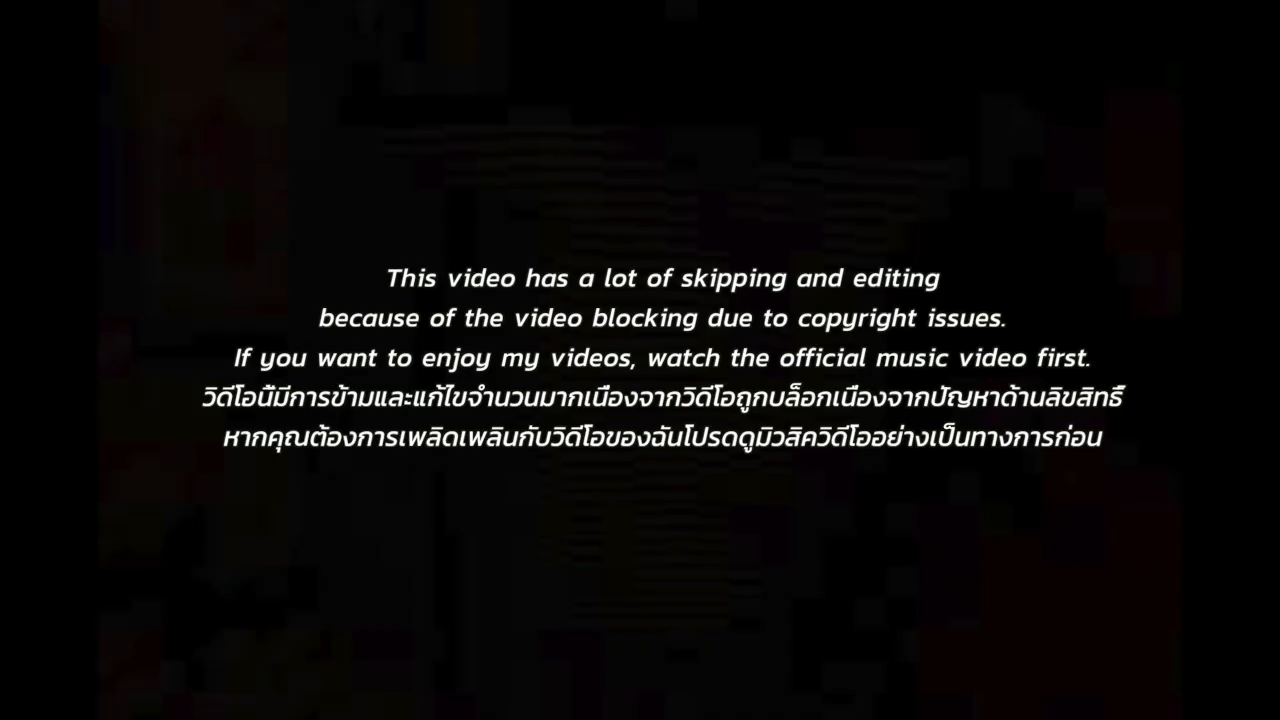 This video has a lot of skipping and editing
because of the video blocking due to copyright issues.
If you want to enjoy my videos, watch the official music video first.
วิดีโอนี้มีการข้ามและแก้ไขจำนวนมากเนื่องจากวิดีโอถูกบล็อกเนื่องจากปัญหาด้านลิขสิทธิ์
หากคุณต้องการเพลิดเพลินกับวิดีโอของฉันโปรดดูมิวสิควิดีโออย่างเป็นทางการก่อน